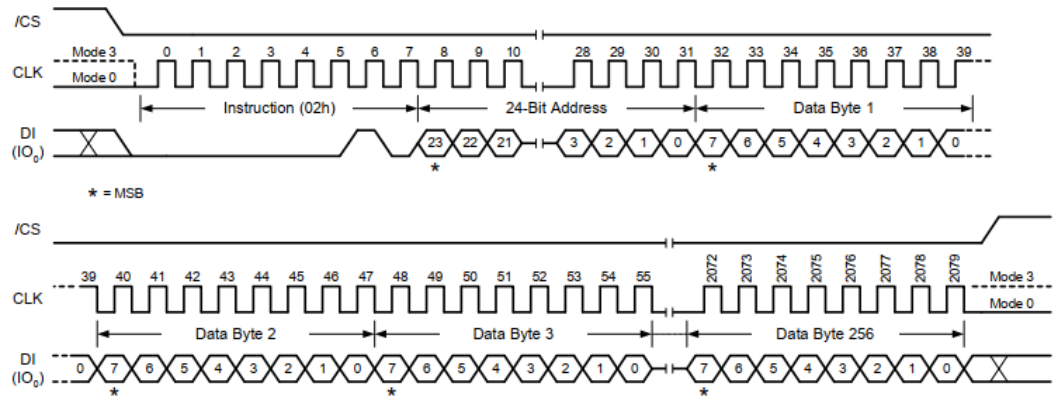 /CS
Mode 3 0 1 2 3 4 5 6 7 8 9 10 28 29 30 31 32 33 34 35 36 37 38 39
CLK
Mode 0
Instruction (02h) 24-Bit Address Data Byte 1
DI
(IO₀)
23 22 21 3 2 1 0 7 6 5 4 3 2 1 0
* *
* = MSB
/CS
39 40 41 42 43 44 45 46 47 48 49 50 51 52 53 54 55 2072 2073 2074 2075 2076 2077 2078 2079
Mode 3
CLK
Mode 0
Data Byte 2 Data Byte 3 Data Byte 256
DI
(IO₀)
0 7 6 5 4 3 2 1 0 7 6 5 4 3 2 1 0 7 6 5 4 3 2 1 0
* * *